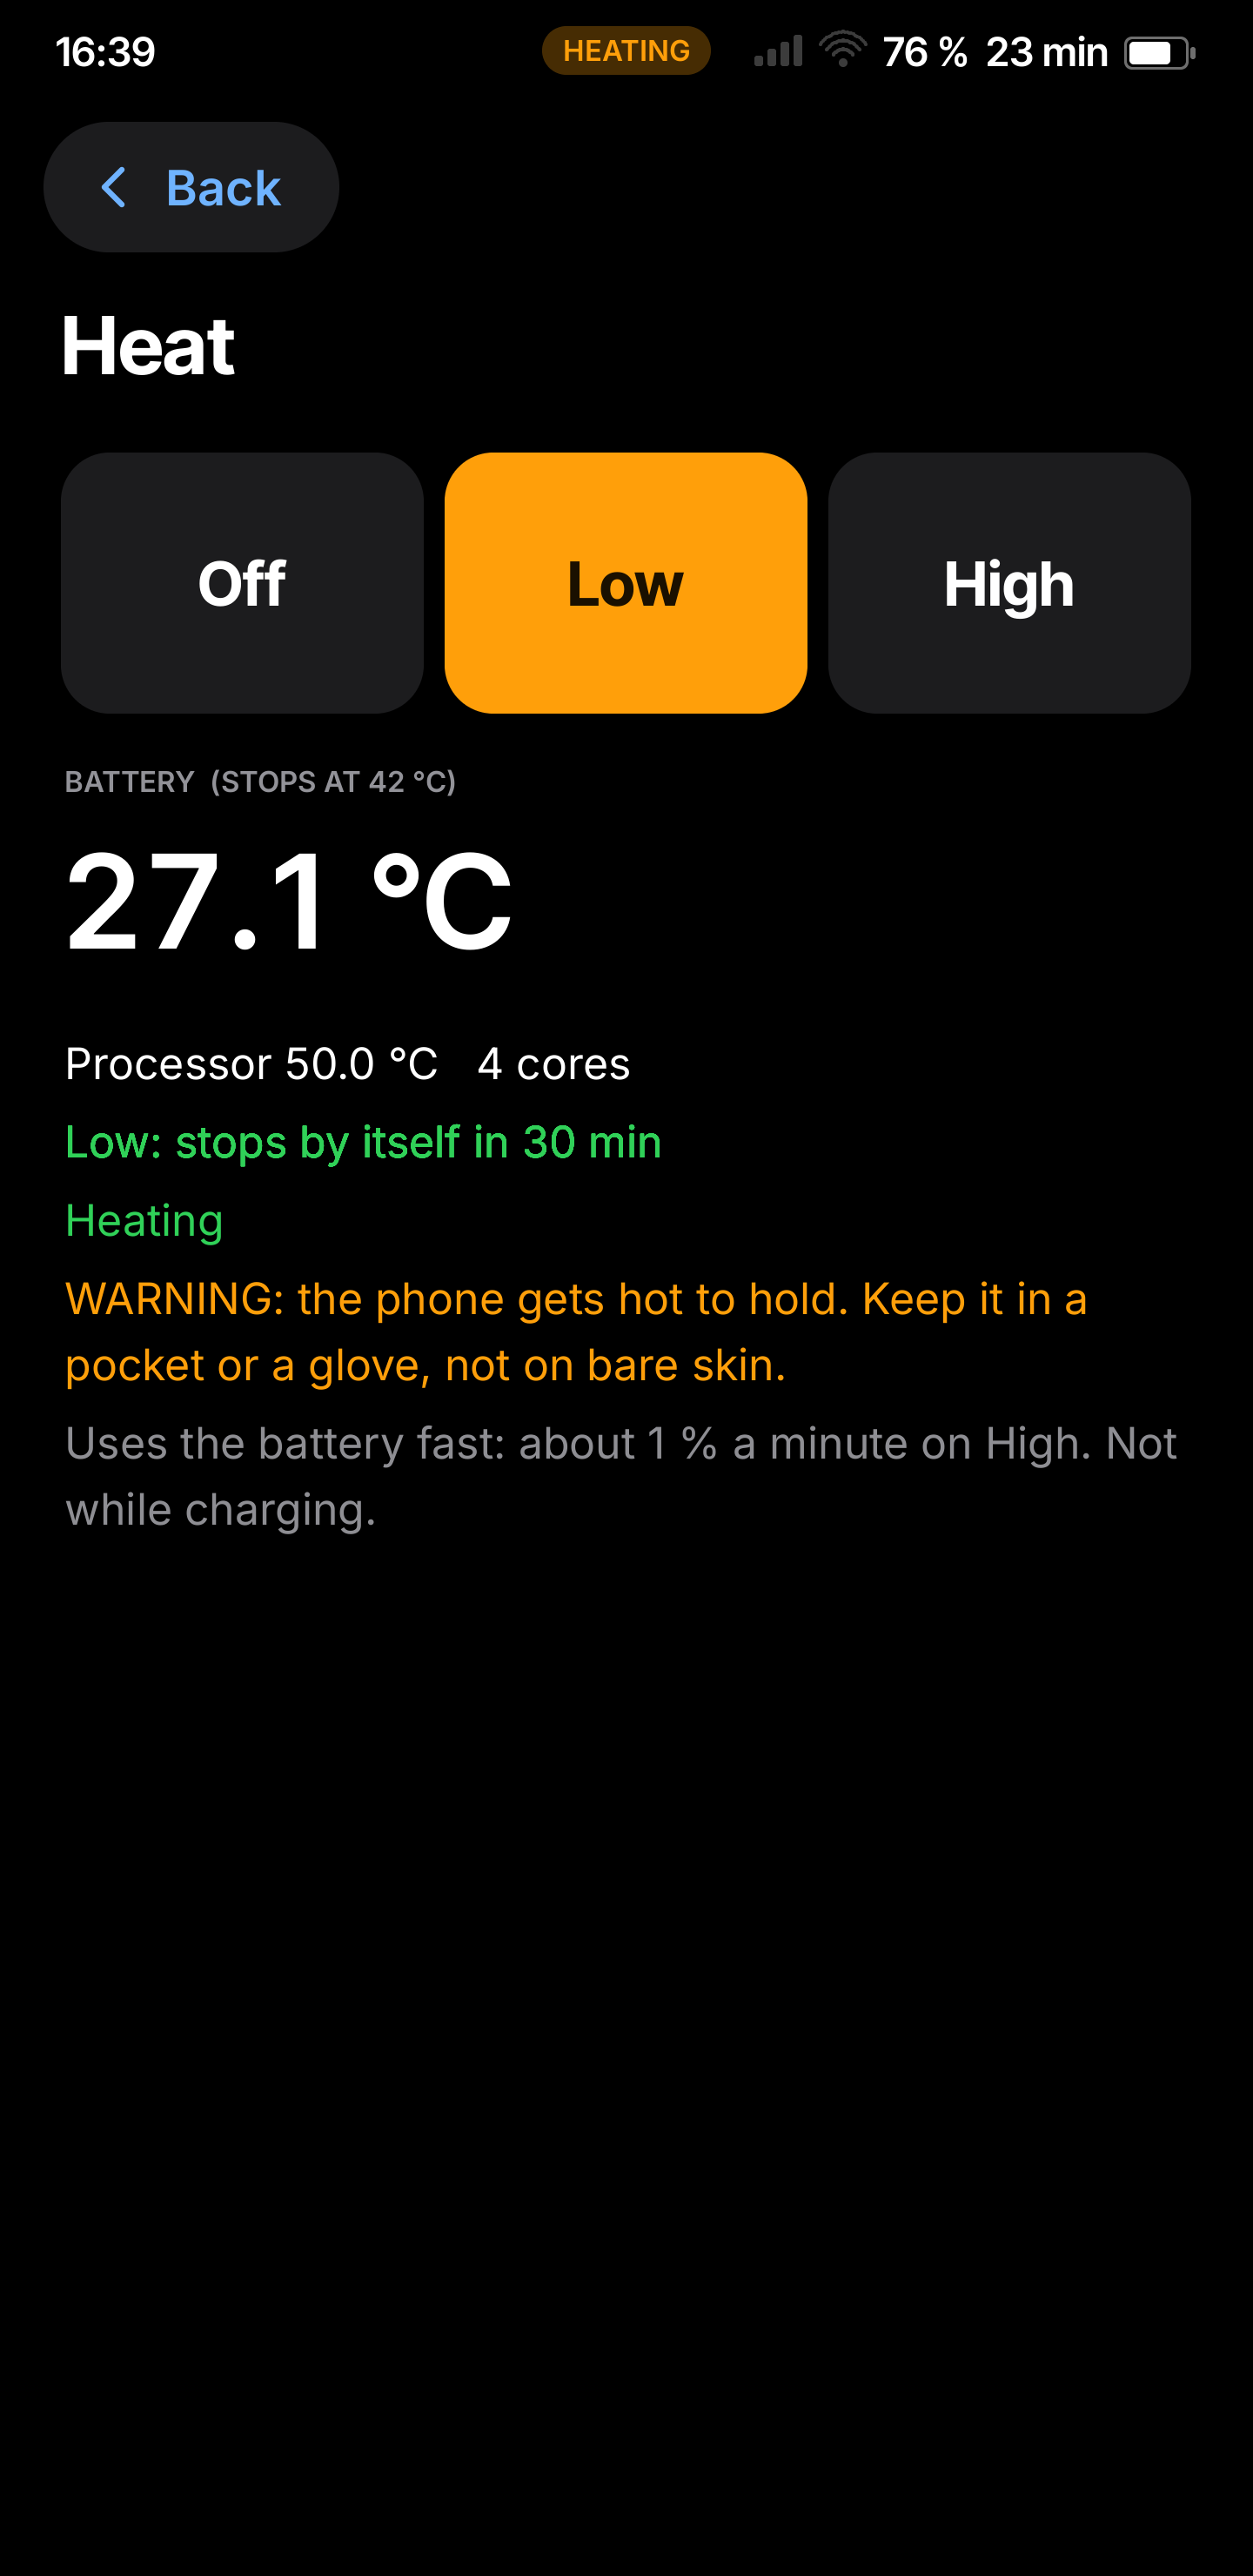 16:39 HEATING 76 % 23 min
Back
Heat
Off Low High
BATTERY (STOPS AT 42 °C)
27.1 °C
Processor 50.0 °C 4 cores
Low: stops by itself in 30 min
Heating
WARNING: the phone gets hot to hold. Keep it in a
pocket or a glove, not on bare skin.
Uses the battery fast: about 1 % a minute on High. Not
while charging.